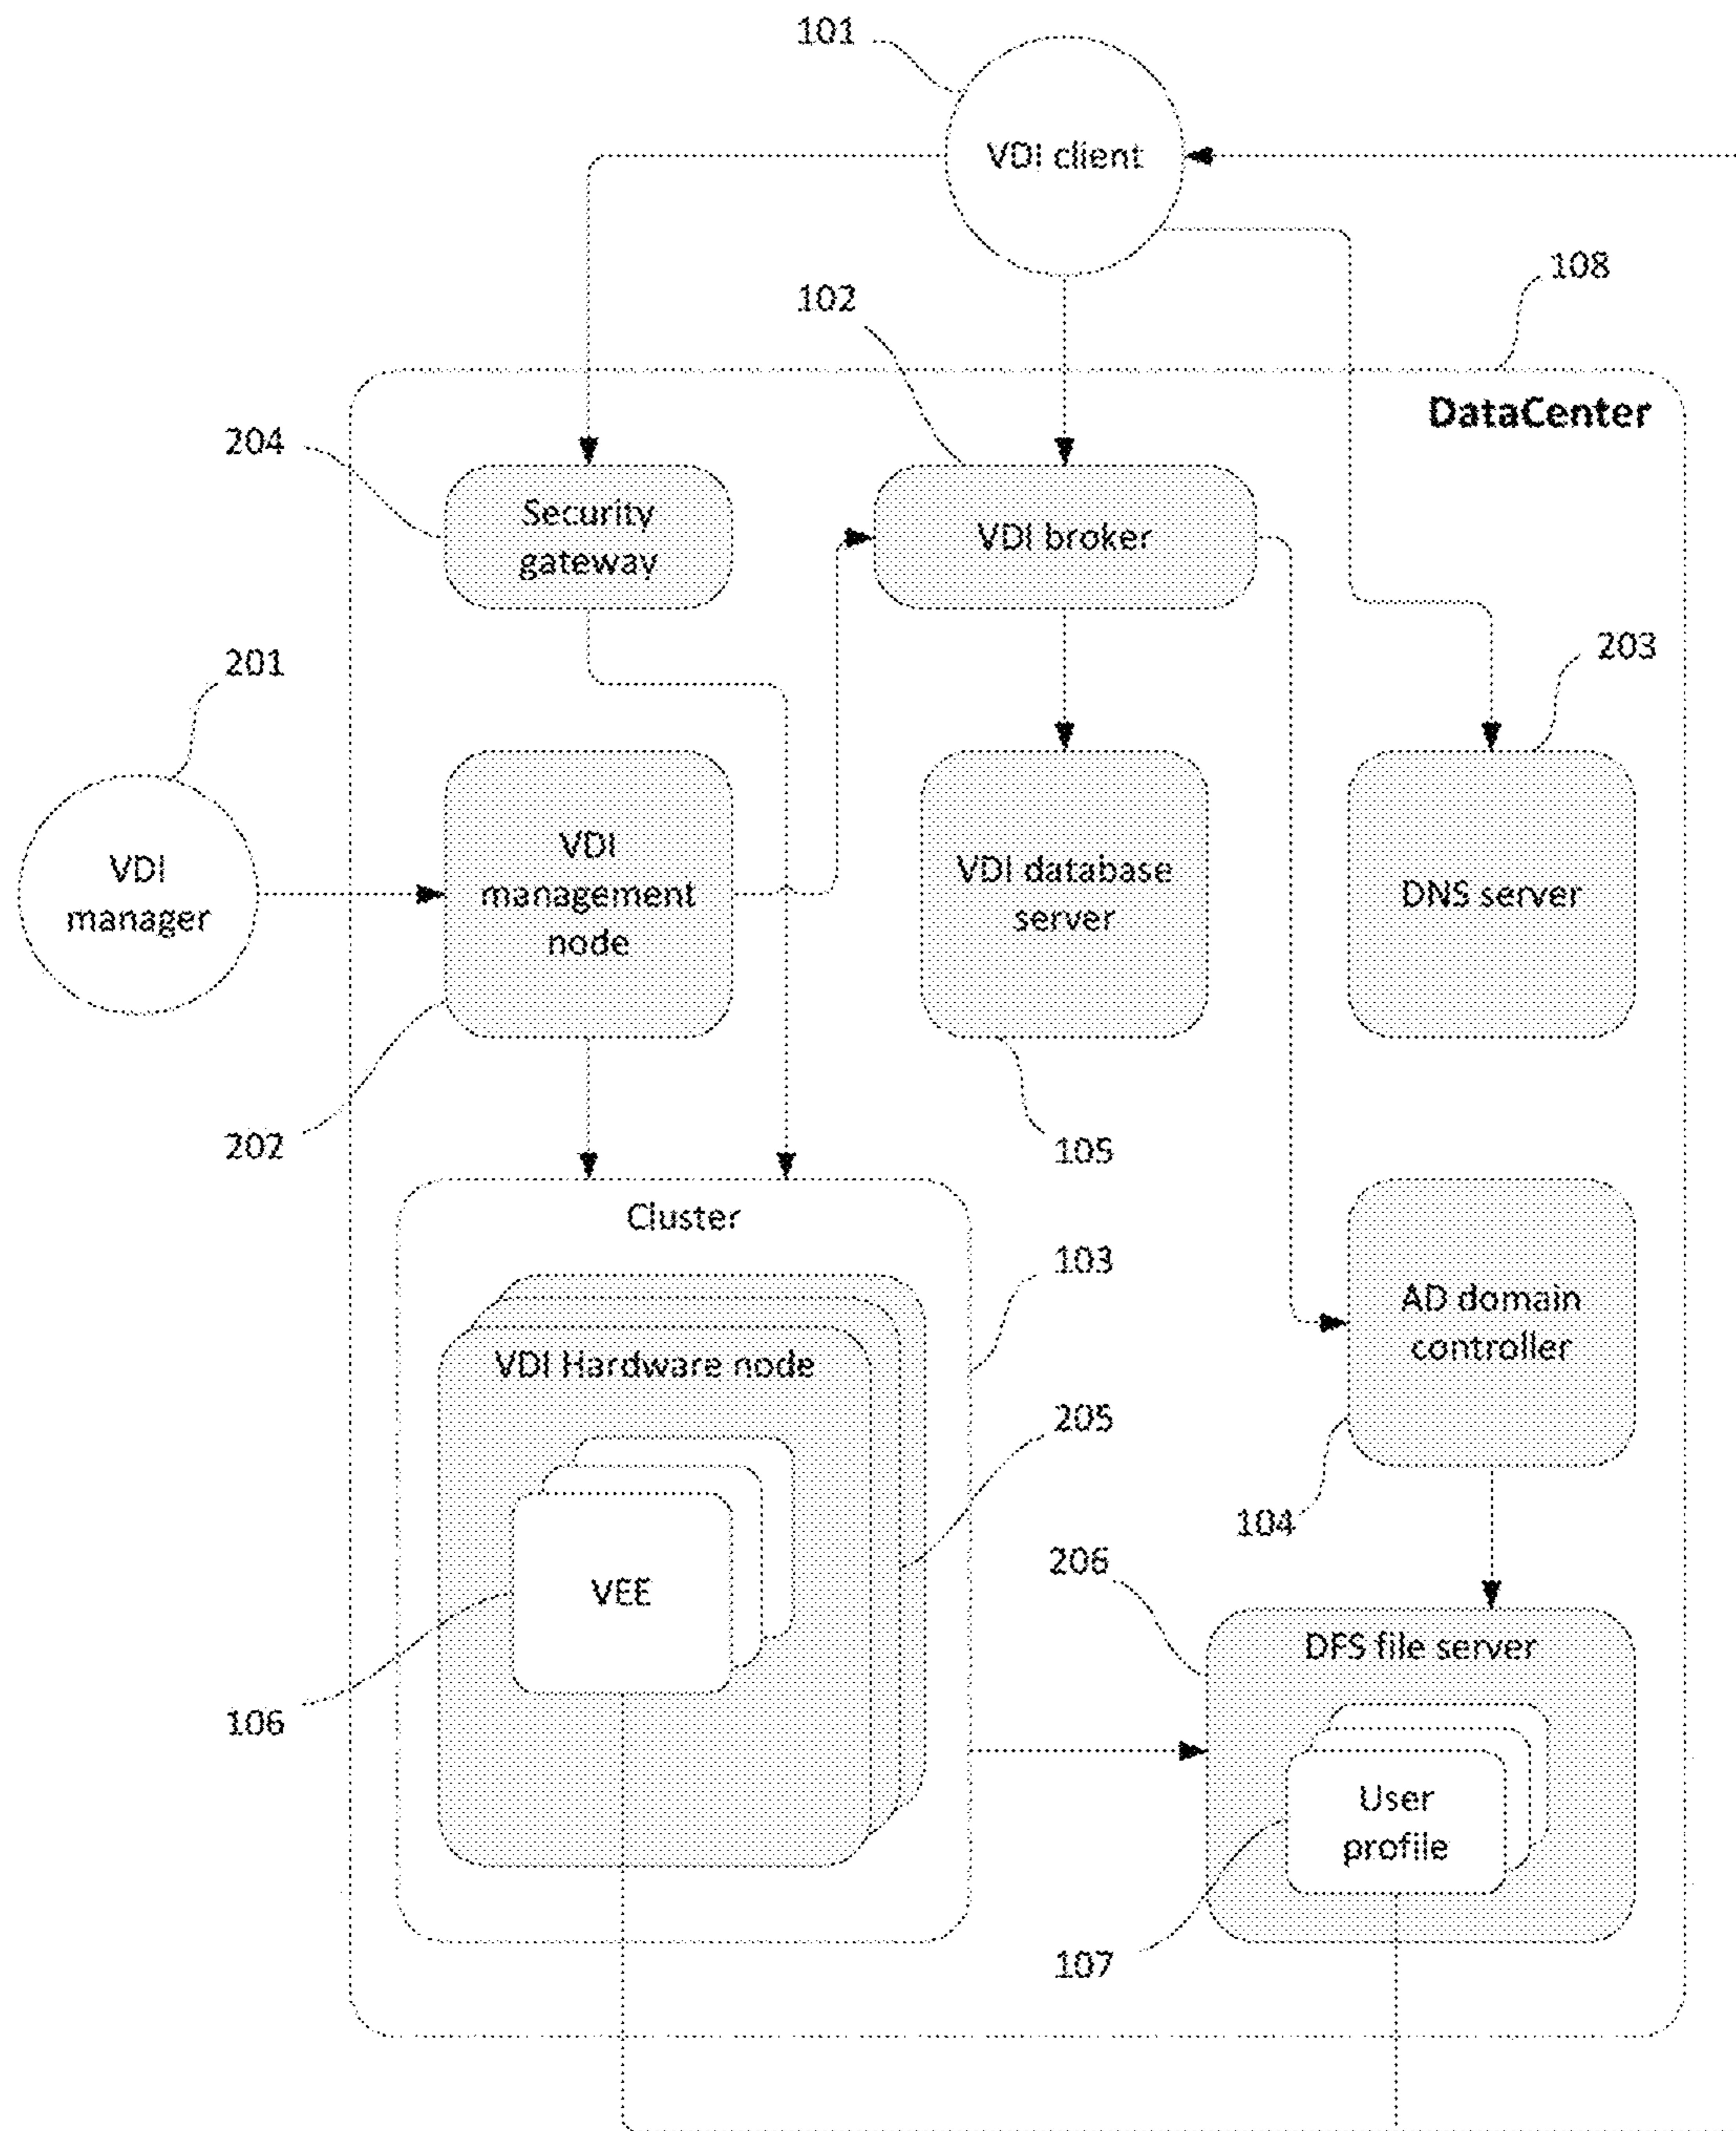 101
VDI client
108
102
DataCenter
204
Security
gateway
VDI broker
201
203
VDI
manager
VDI
management
node
VDI database
server
DNS server
202
105
Cluster
103
AD domain
controller
VDI Hardware node
205
104
206
VEE
DFS file server
106
User
profile
107